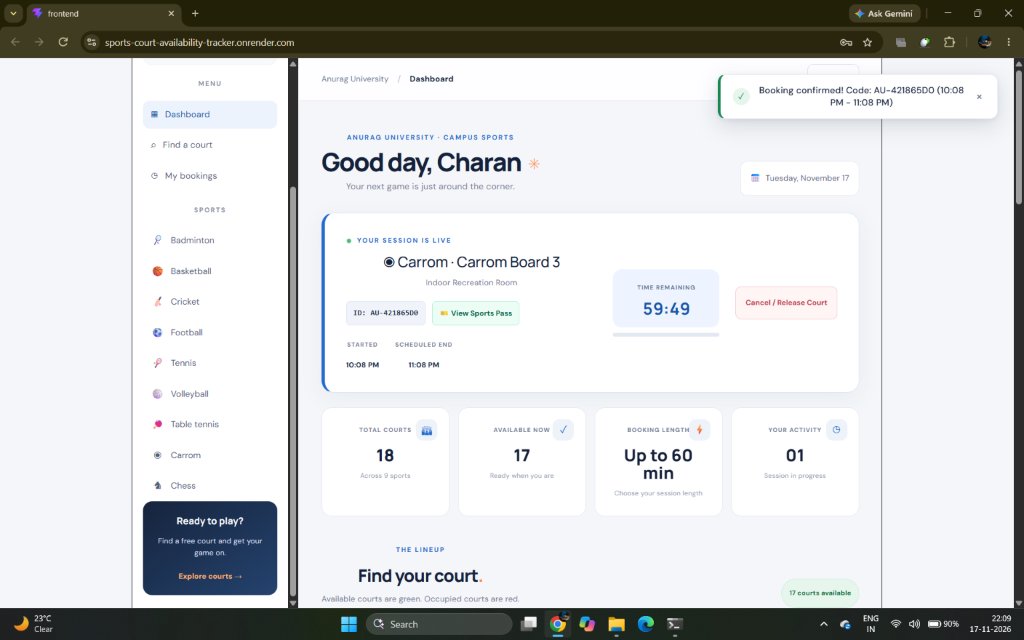 frontend
Ask Gemini
sports-court-availability-tracker.onrender.com
MENU
Dashboard
Find a court
My bookings
SPORTS
Badminton
Basketball
Cricket
Football
Tennis
Volleyball
Table tennis
Carrom
Chess
Ready to play?
Find a free court and get your
game on.
Explore courts →
Anurag University / Dashboard
Booking confirmed! Code: AU-421865D0 (10:08
PM - 11:08 PM)
ANURAG UNIVERSITY · CAMPUS SPORTS
Good day, Charan
Your next game is just around the corner.
Tuesday, November 17
YOUR SESSION IS LIVE
Carrom · Carrom Board 3
Indoor Recreation Room
ID: AU-421865D0
View Sports Pass
STARTED SCHEDULED END
10:08 PM 11:08 PM
TIME REMAINING
59:49
Cancel / Release Court
TOTAL COURTS
18
Across 9 sports
AVAILABLE NOW
17
Ready when you are
BOOKING LENGTH
Up to 60
min
Choose your session length
YOUR ACTIVITY
01
Session in progress
THE LINEUP
Find your court.
Available courts are green. Occupied courts are red.
17 courts available
23°C
Clear
Search
ENG
IN
90%
22:09
17-11-2026